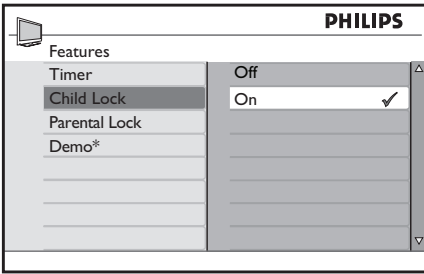 PHILIPS
Features
Timer
Off
Child Lock
On
Parental Lock
Demo*